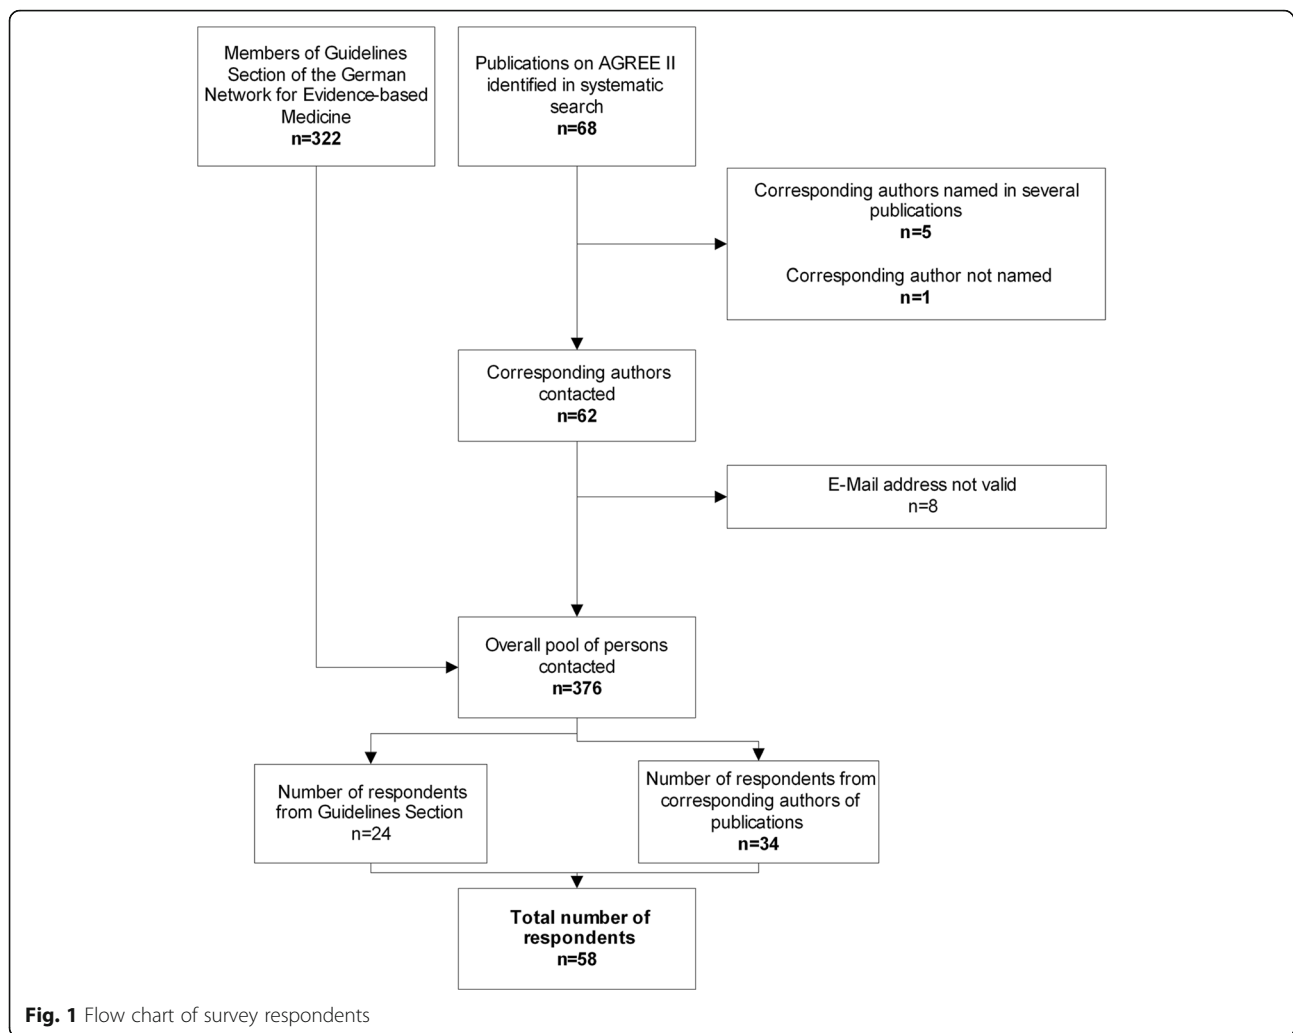 Members of Guidelines
Section of the German
Network for Evidence-based
Medicine
n=322
Publications on AGREE II
identified in systematic
search
n=68
Corresponding authors named in several
publications
n=5
Corresponding author not named
n=1
Corresponding authors
contacted
n=62
E-Mail address not valid
n=8
Overall pool of persons
contacted
n=376
Number of respondents
from Guidelines Section
n=24
Number of respondents from
corresponding authors of
publications
n=34
Total number of
respondents
n=58
Fig. 1 Flow chart of survey respondents